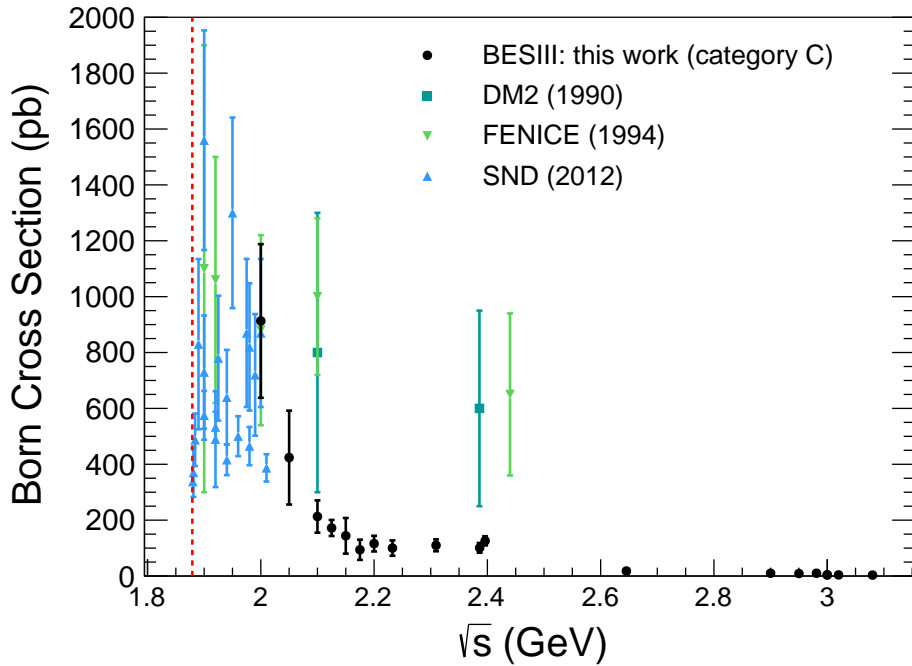 Born Cross Section (pb)
2000
1800
1600
1400
1200
1000
800
600
400
200
0
BESIII: this work (category C)
DM2 (1990)
FENICE (1994)
SND (2012)
1.8 2 2.2 2.4 2.6 2.8 3
√s (GeV)